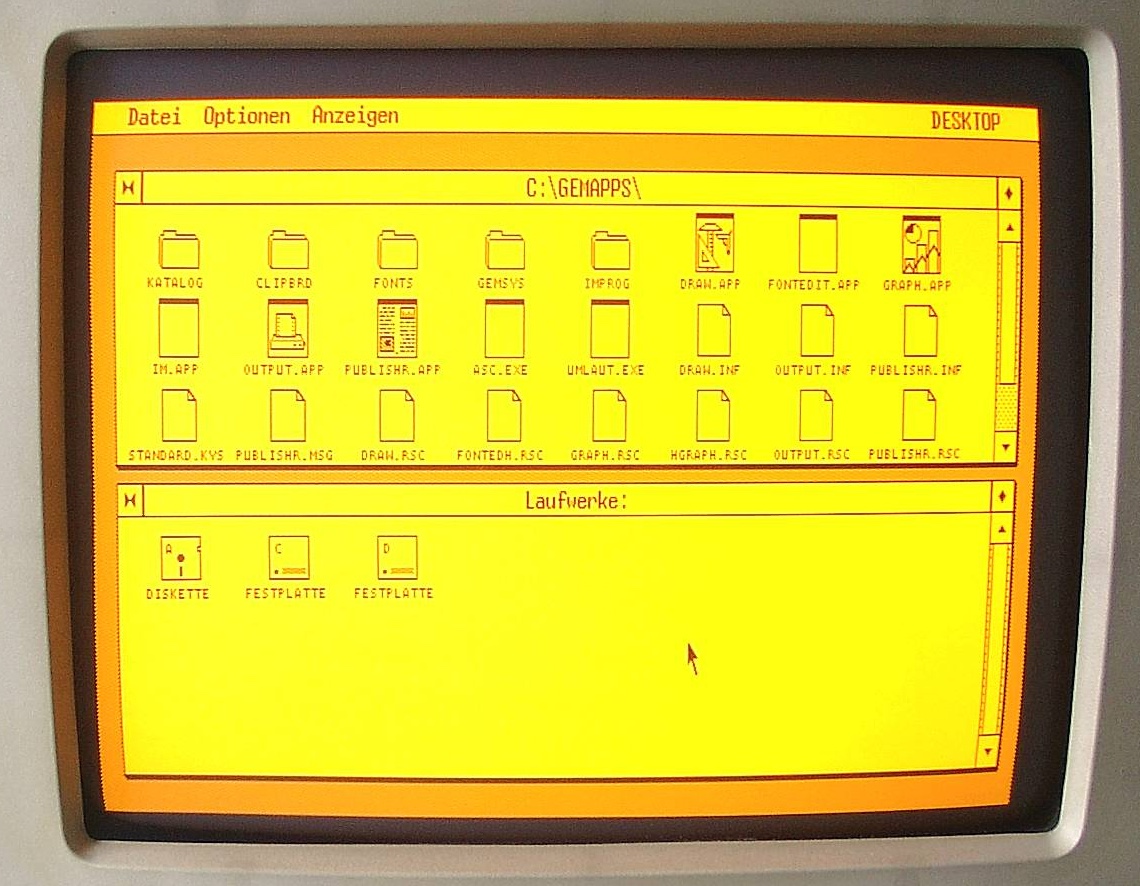 Datei Optionen Anzeigen DESKTOP
C:\GEMAPPS\
KATALOG CLIPBRD FONTS GEMSYS IMPROG DRAW.APP FONTEDIT.APP GRAPH.APP
IM.APP OUTPUT.APP PUBLISHR.APP ASC.EXE UMLAUT.EXE DRAW.INF OUTPUT.INF PUBLISHR.INF
STANDARD.KYS PUBLISHR.MSG DRAW.RSC FONTEDH.RSC GRAPH.RSC HGRAPH.RSC OUTPUT.RSC PUBLISHR.RSC
Laufwerke:
A C D
DISKETTE FESTPLATTE FESTPLATTE